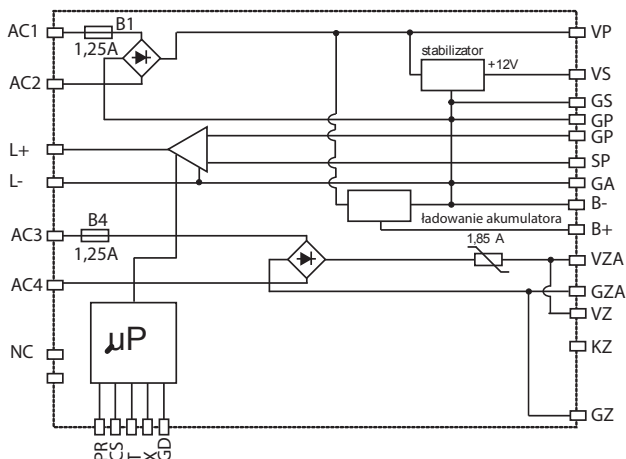 AC1
B1
1,25A
AC2
L+
L-
AC3
B4
1,25A
AC4
NC
µP
stabilizator
+12V
ładowanie akumulatora
1,85 A
VP
VS
GS
GP
GP
SP
GA
B-
B+
VZA
GZA
VZ
KZ
GZ
PR
CS
GD